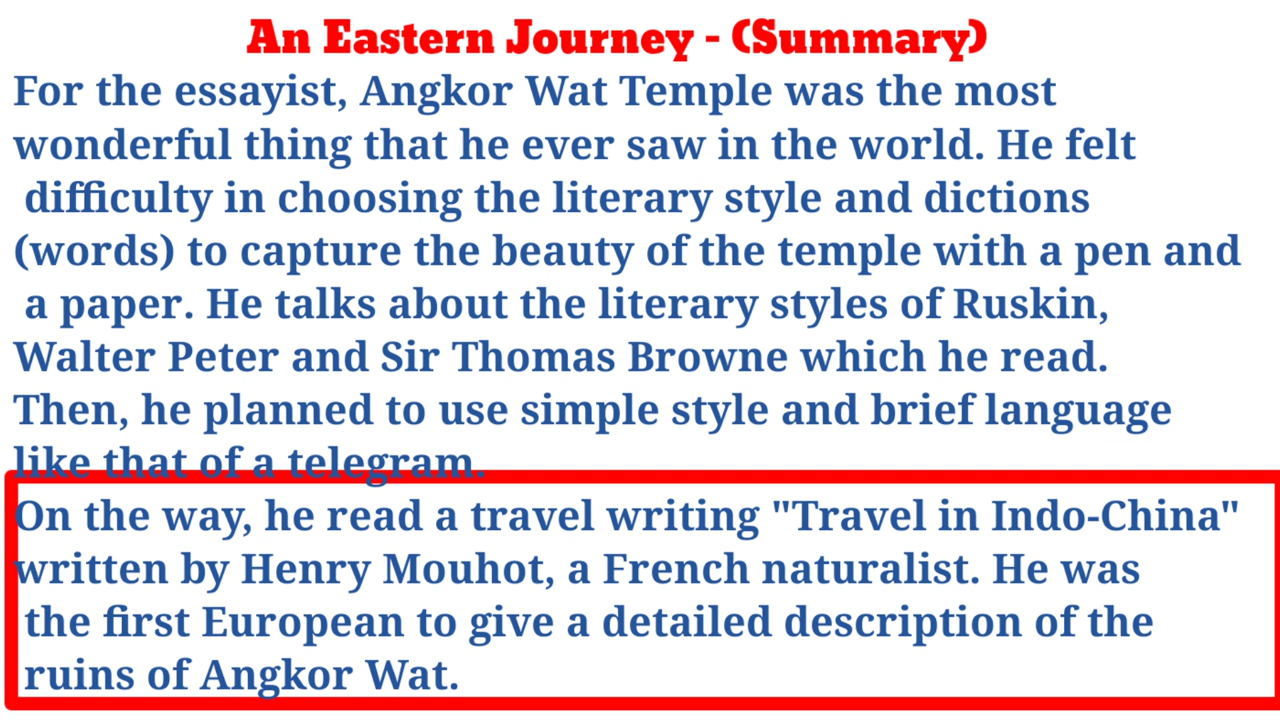 An Eastern Journey - (Summary)
For the essayist, Angkor Wat Temple was the most
wonderful thing that he ever saw in the world. He felt
difficulty in choosing the literary style and dictions
(words) to capture the beauty of the temple with a pen and
a paper. He talks about the literary styles of Ruskin,
Walter Peter and Sir Thomas Browne which he read.
Then, he planned to use simple style and brief language
like that of a telegram.
On the way, he read a travel writing "Travel in Indo-China"
written by Henry Mouhot, a French naturalist. He was
the first European to give a detailed description of the
ruins of Angkor Wat.